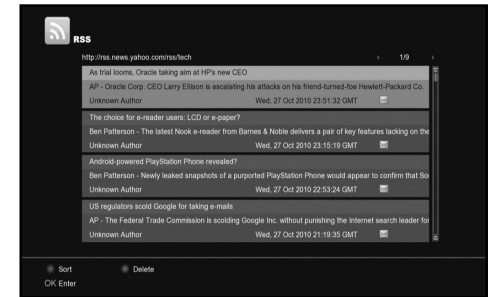 RSS
http://rss.news.yahoo.com/rss/tech 1/9
As trial looms, Oracle taking aim at HP's new CEO
AP - Oracle Corp. CEO Larry Ellison is escalating his attacks on his friend-turned-foe Hewlett-Packard Co.
Unknown Author Wed, 27 Oct 2010 23:51:32 GMT
The choice for e-reader users: LCD or e-paper?
Ben Patterson - The latest Nook e-reader from Barnes & Noble delivers a pair of key features lacking on the
Unknown Author Wed, 27 Oct 2010 23:15:19 GMT
Android-powered PlayStation Phone revealed?
Ben Patterson - Newly leaked snapshots of a purported PlayStation Phone would appear to confirm that So
Unknown Author Wed, 27 Oct 2010 22:53:24 GMT
US regulators scold Google for taking e-mails
AP - The Federal Trade Commission is scolding Google Inc. without punishing the Internet search leader for
Unknown Author Wed, 27 Oct 2010 21:19:35 GMT
Sort Delete
OK Enter